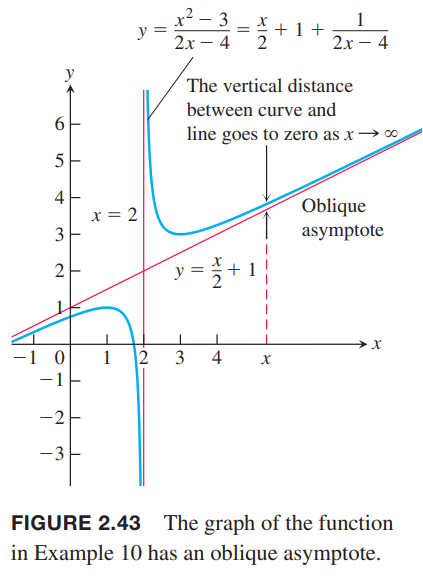 y = \frac{x^2 - 3}{2x - 4} = \frac{x}{2} + 1 + \frac{1}{2x - 4}
y
The vertical distance
between curve and
line goes to zero as x → ∞
6
5
4
x = 2
Oblique
asymptote
3
2
y = \frac{x}{2} + 1
1
−1 0 1 2 3 4 x
x
−1
−2
−3
FIGURE 2.43 The graph of the function
in Example 10 has an oblique asymptote.